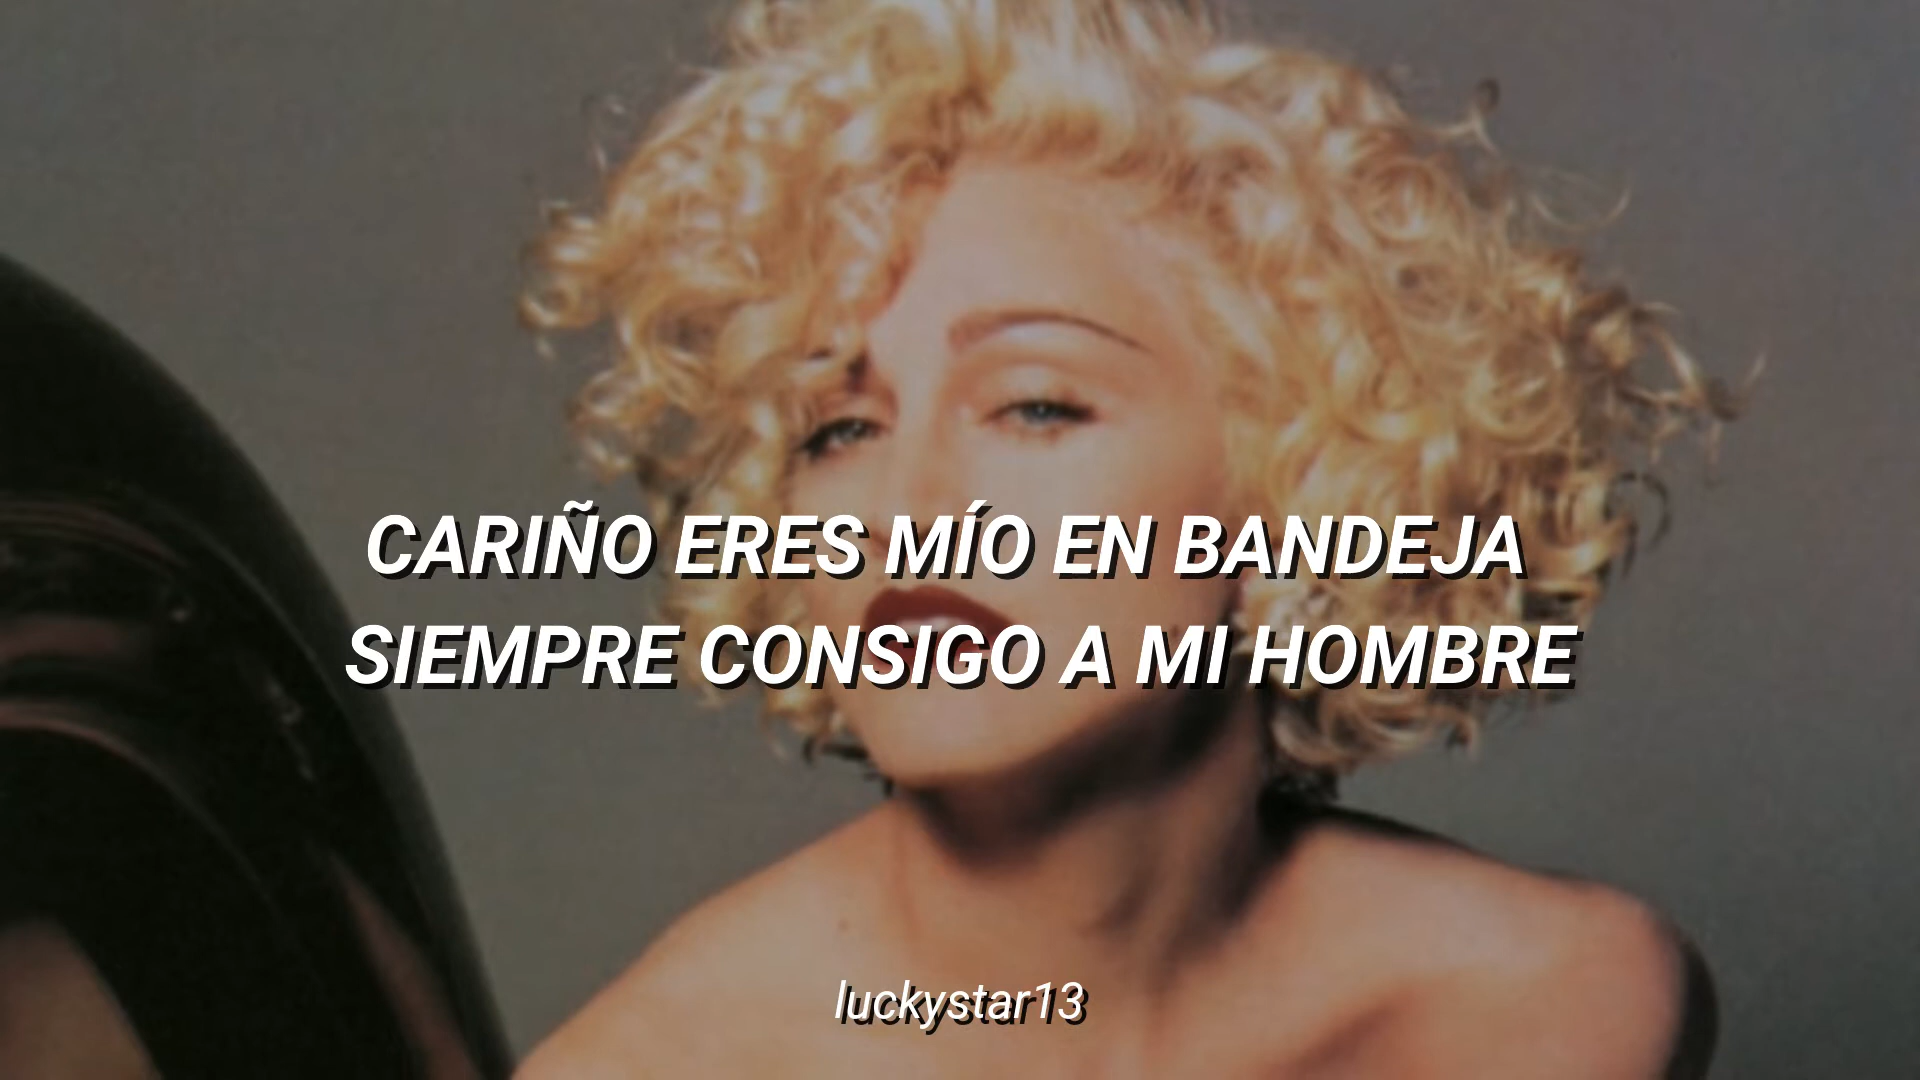 CARIÑO ERES MÍO EN BANDEJA
SIEMPRE CONSIGO A MI HOMBRE
luckystar13